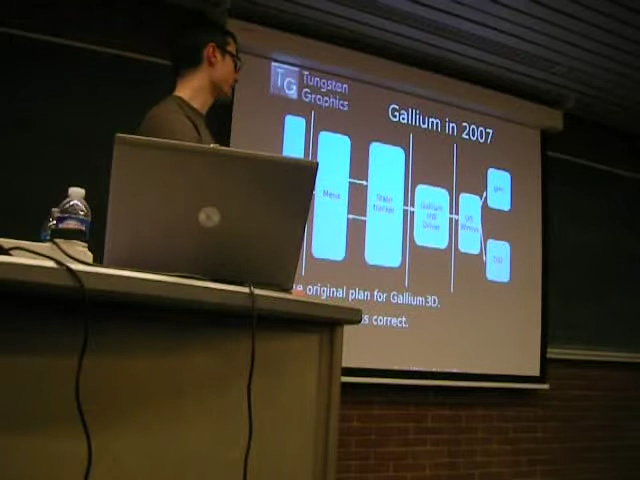 TG Tungsten
Graphics
Gallium in 2007
Mesa
State
tracker
Gallium
HW
Driver
OS
Winsys
original plan for Gallium3D.
is correct.